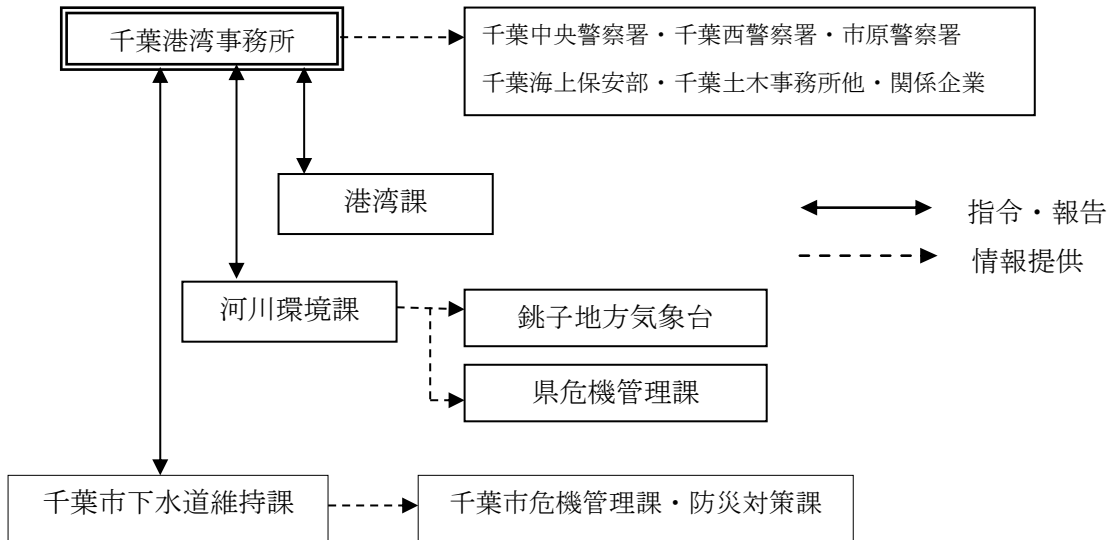 千葉港湾事務所
千葉中央警察署・千葉西警察署・市原警察署
千葉海上保安部・千葉土木事務所他・関係企業
港湾課
指令・報告
情報提供
河川環境課
銚子地方気象台
県危機管理課
千葉市下水道維持課
千葉市危機管理課・防災対策課